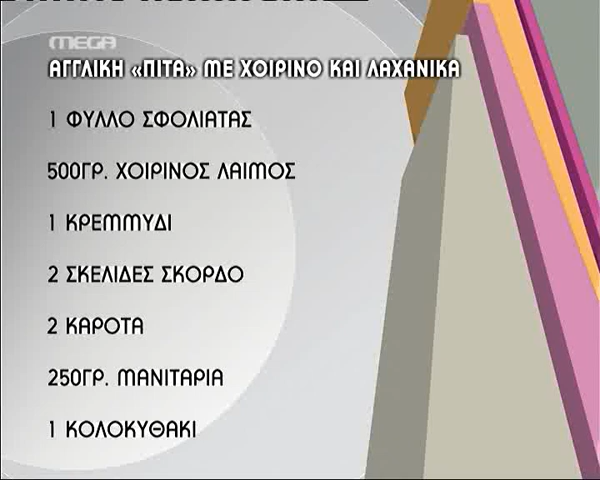 MEGA
ΑΓΓΛΙΚΗ «ΠΙΤΑ» ΜΕ ΧΟΙΡΙΝΟ ΚΑΙ ΛΑΧΑΝΙΚΑ
1 ΦΥΛΛΟ ΣΦΟΛΙΑΤΑΣ
500ΓΡ. ΧΟΙΡΙΝΟΣ ΛΑΙΜΟΣ
1 ΚΡΕΜΜΥΔΙ
2 ΣΚΕΛΙΔΕΣ ΣΚΟΡΔΟ
2 ΚΑΡΟΤΑ
250ΓΡ. ΜΑΝΙΤΑΡΙΑ
1 ΚΟΛΟΚΥΘΑΚΙ